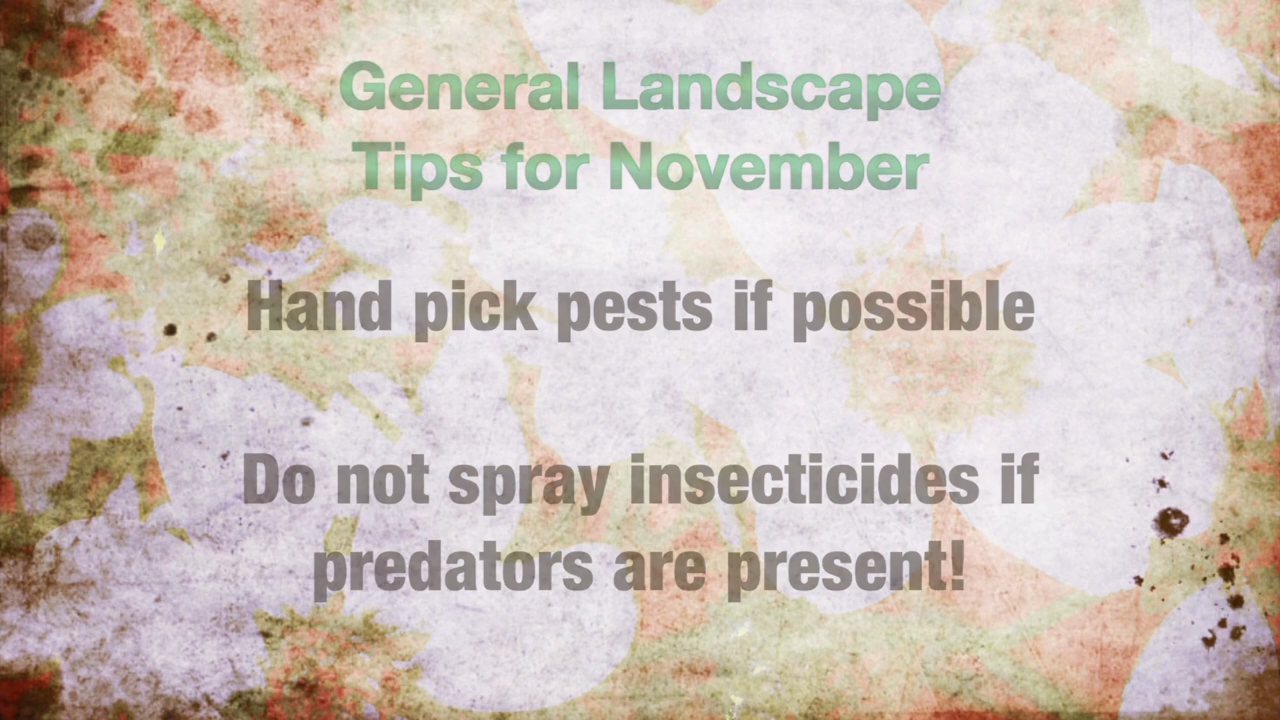 General Landscape
Tips for November
Hand pick pests if possible
Do not spray insecticides if
predators are present!